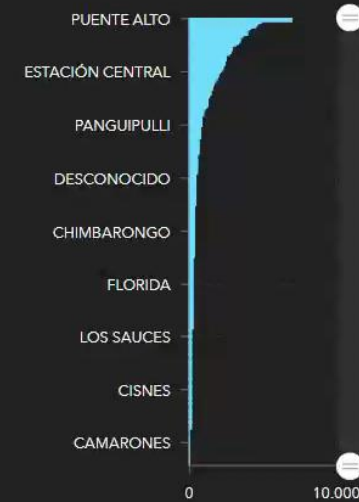 PUENTE ALTO
ESTACIÓN CENTRAL
PANGUIPULLI
DESCONOCIDO
CHIMBARONGO
FLORIDA
LOS SAUCES
CISNES
CAMARONES
0 10.000